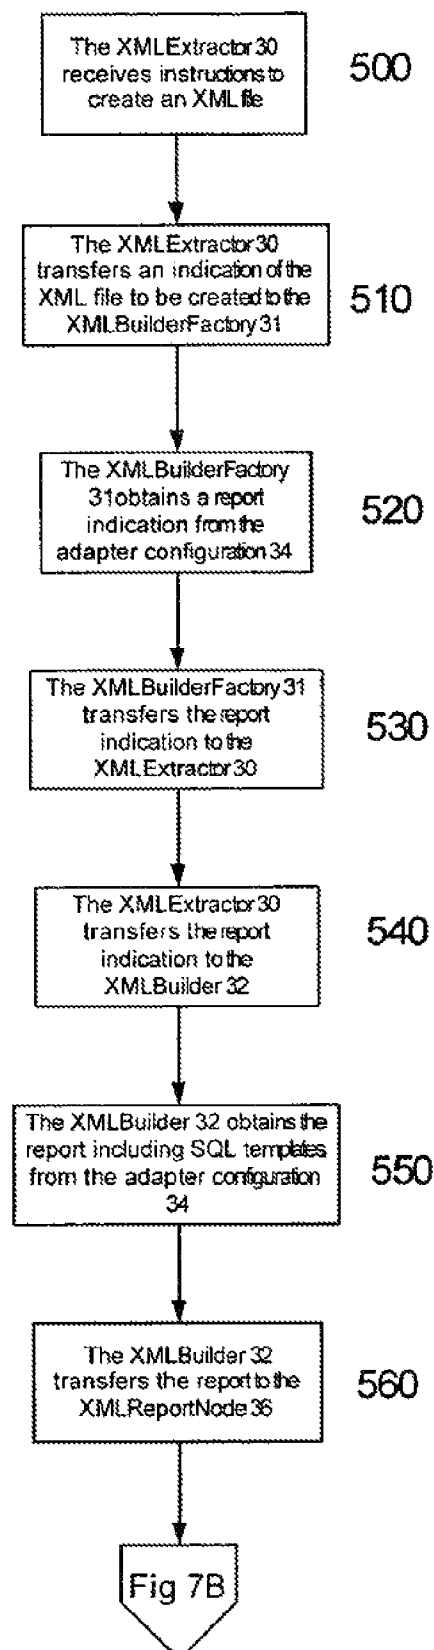 The XMLExtractor 30
receives instructions to
create an XML file
500
The XMLExtractor 30
transfers an indication of the
XML file to be created to the
XMLBuilderFactory 31
510
The XMLBuilderFactory
31 obtains a report
indication from the
adapter configuration 34
520
The XMLBuilderFactory 31
transfers the report
indication to the
XMLExtractor 30
530
The XMLExtractor 30
transfers the report
indication to the
XMLBuilder 32
540
The XMLBuilder 32 obtains the
report including SQL templates
from the adapter configuration
34
550
The XMLBuilder 32
transfers the report to the
XMLReportNode 36
560
Fig 7B